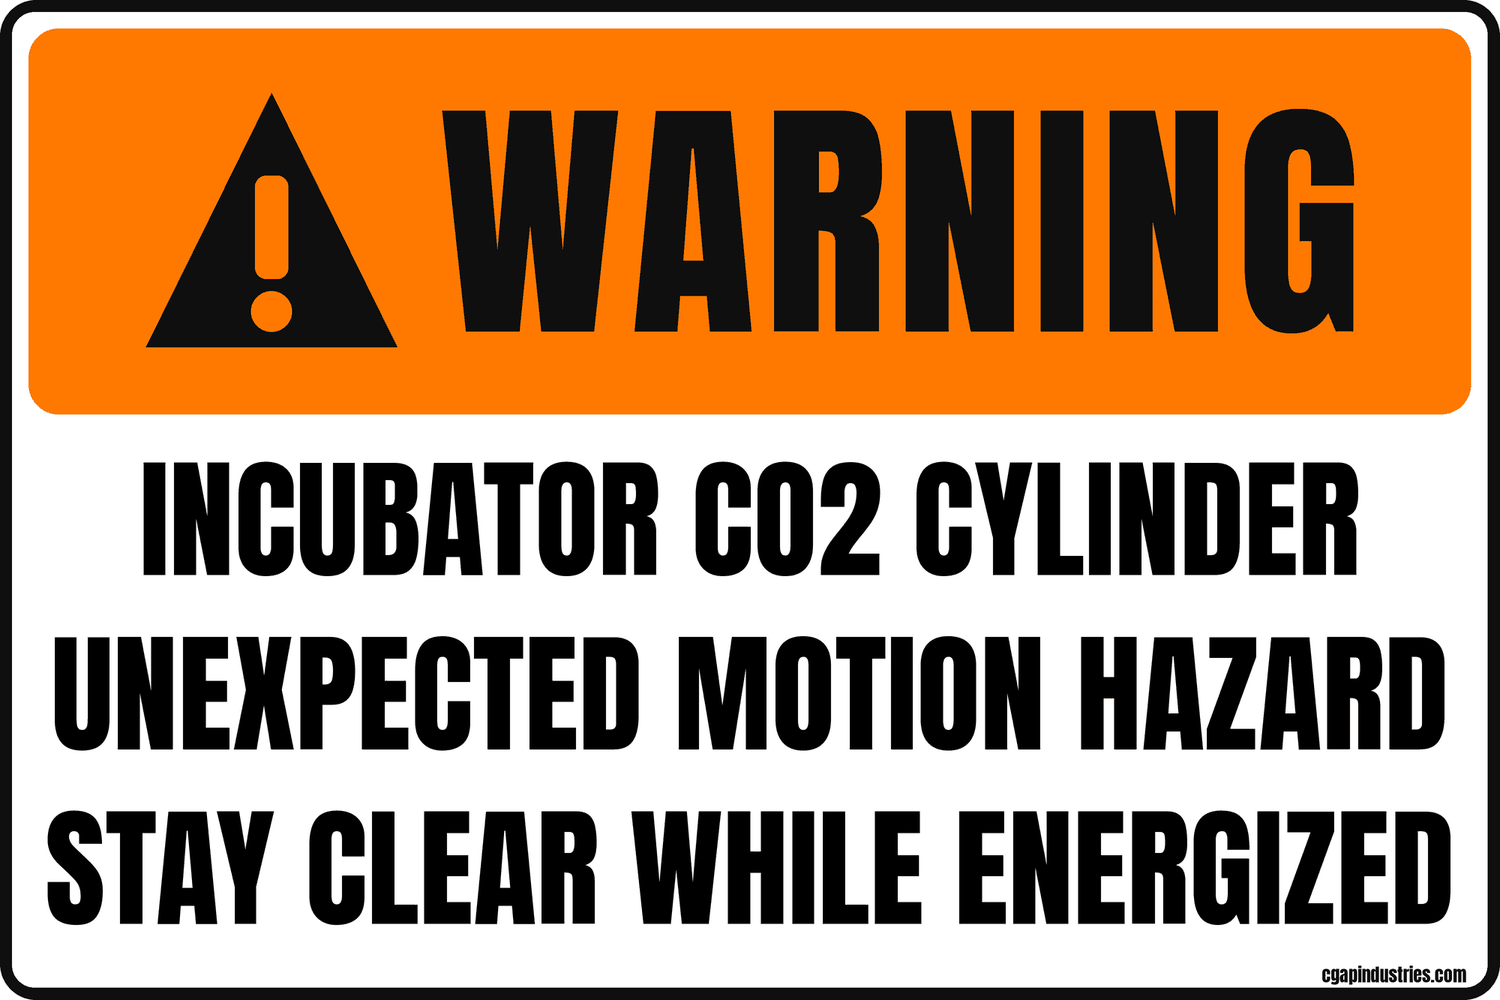 WARNING
INCUBATOR CO2 CYLINDER
UNEXPECTED MOTION HAZARD
STAY CLEAR WHILE ENERGIZED
cgapindustries.com